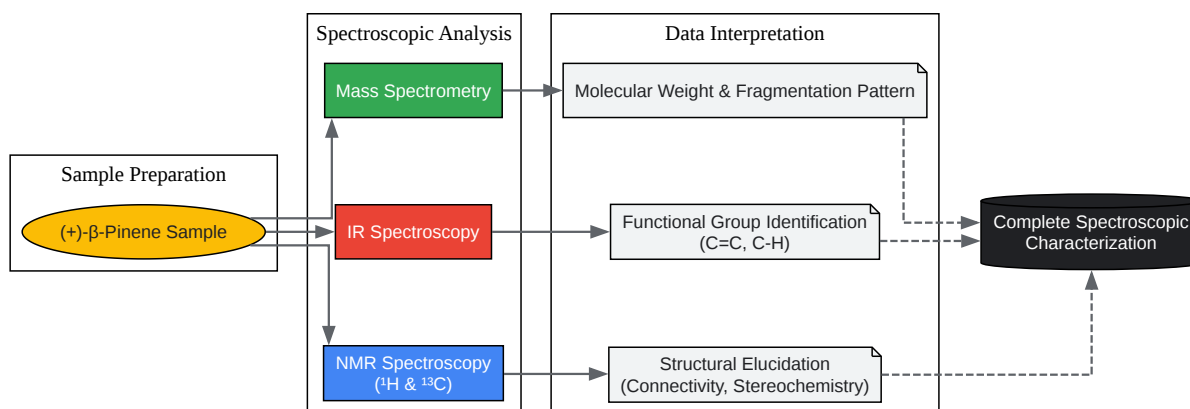 Spectroscopic Analysis
Data Interpretation
Mass Spectrometry
Molecular Weight & Fragmentation Pattern
Sample Preparation
(+)-β-Pinene Sample
IR Spectroscopy
Functional Group Identification
(C=C, C-H)
Complete Spectroscopic
Characterization
NMR Spectroscopy
(¹H & ¹³C)
Structural Elucidation
(Connectivity, Stereochemistry)